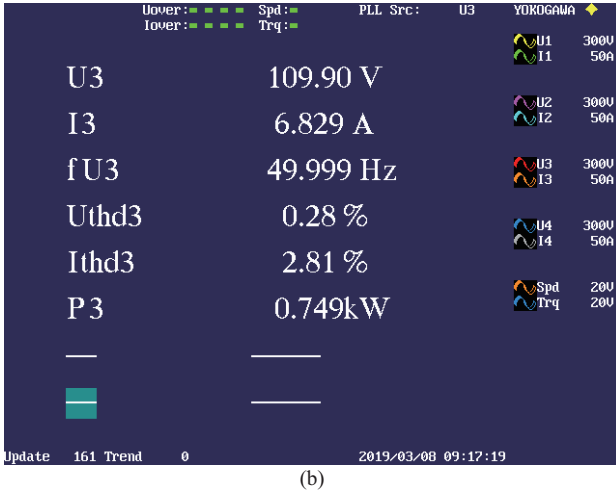 Uover: Spd: PLL Src: U3 YOKOGAWA
Iover: Trq:
U1 300V
I1 50A
U3 109.90 V
U2 300V
I3 6.829 A
I2 50A
fU3 49.999 Hz
U3 300V
I3 50A
Uthd3 0.28 %
U4 300V
I4 50A
Ithd3 2.81 %
Spd 20V
P3 0.749kW
Trq 20V
Update 161 Trend 0 2019/03/08 09:17:19
(b)